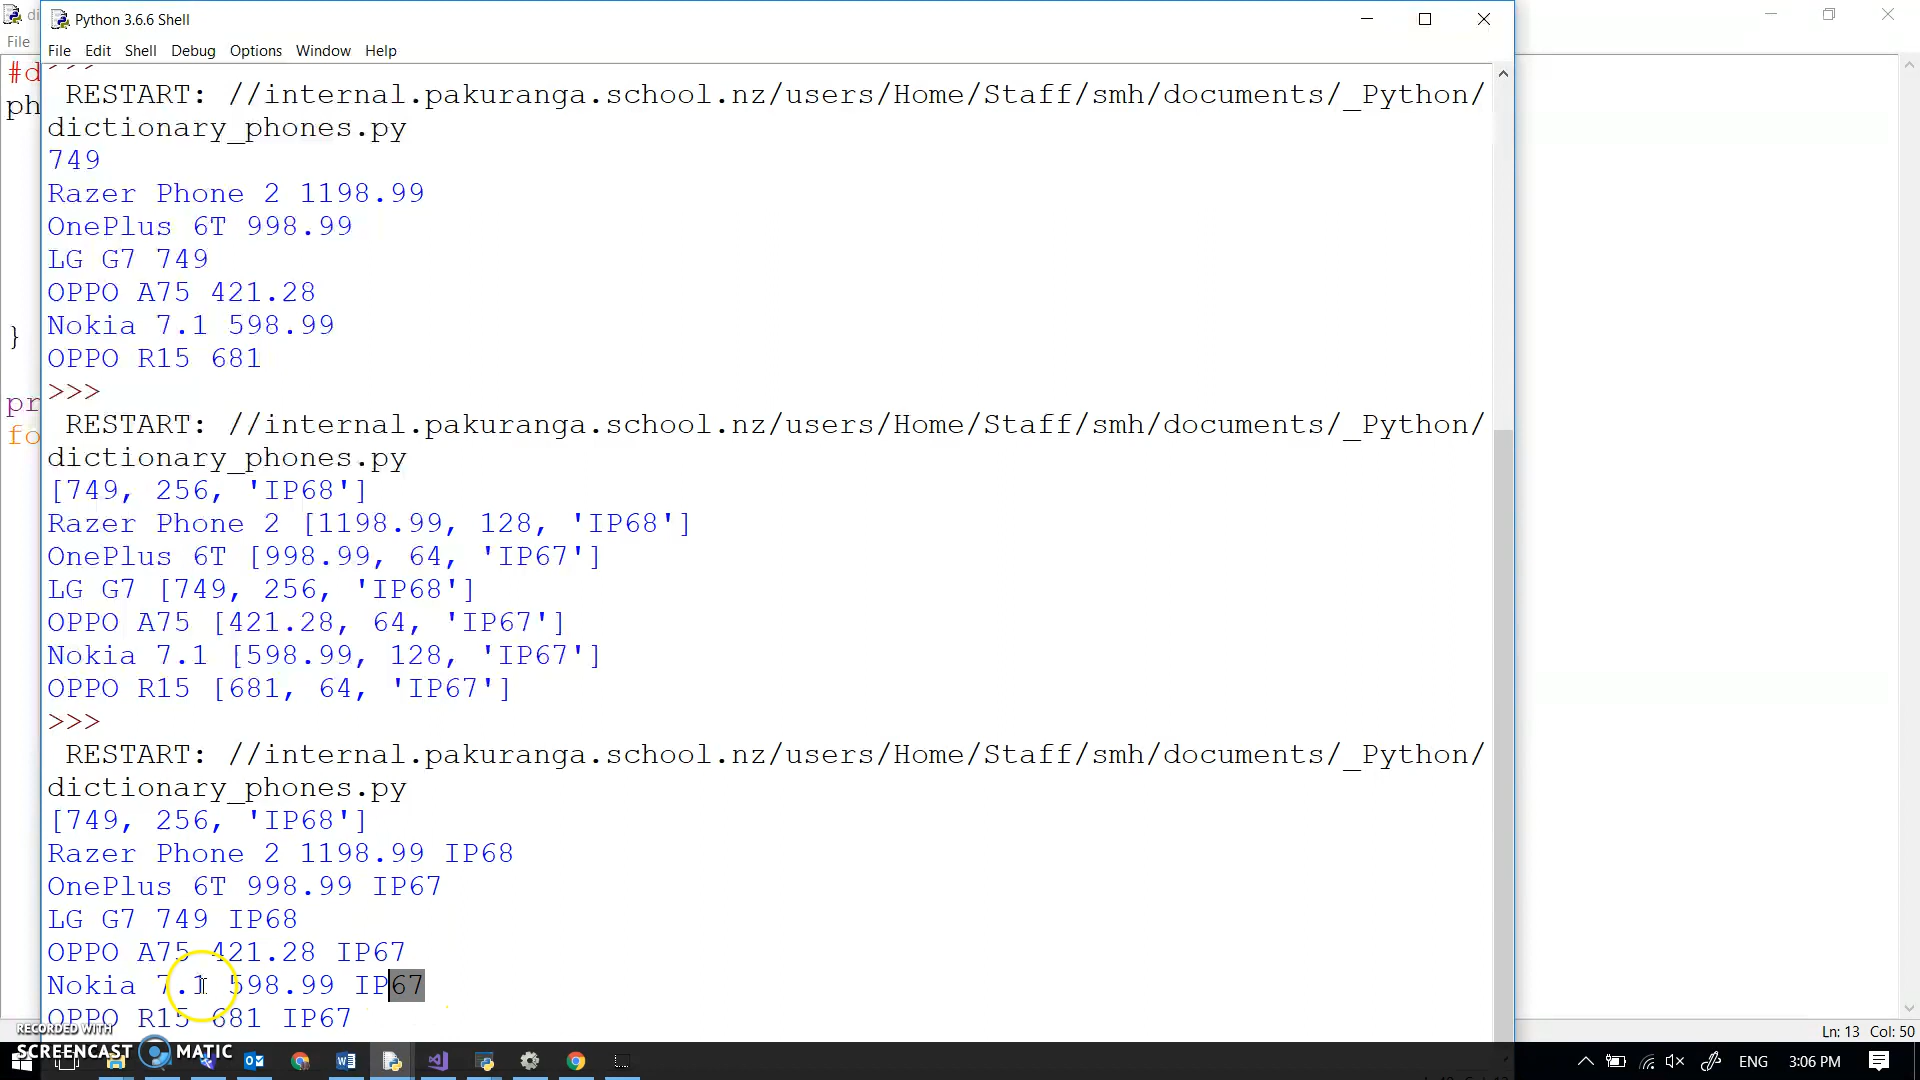 di
Python 3.6.6 Shell
File
File Edit Shell Debug Options Window Help
#d
ph
}
pr
fo
>>>
RESTART: //internal.pakuranga.school.nz/users/Home/Staff/smh/documents/_Python/
dictionary_phones.py
749
Razer Phone 2 1198.99
OnePlus 6T 998.99
LG G7 749
OPPO A75 421.28
Nokia 7.1 598.99
OPPO R15 681
>>>
RESTART: //internal.pakuranga.school.nz/users/Home/Staff/smh/documents/_Python/
dictionary_phones.py
[749, 256, 'IP68']
Razer Phone 2 [1198.99, 128, 'IP68']
OnePlus 6T [998.99, 64, 'IP67']
LG G7 [749, 256, 'IP68']
OPPO A75 [421.28, 64, 'IP67']
Nokia 7.1 [598.99, 128, 'IP67']
OPPO R15 [681, 64, 'IP67']
>>>
RESTART: //internal.pakuranga.school.nz/users/Home/Staff/smh/documents/_Python/
dictionary_phones.py
[749, 256, 'IP68']
Razer Phone 2 1198.99 IP68
OnePlus 6T 998.99 IP67
LG G7 749 IP68
OPPO A75 421.28 IP67
Nokia 7.1 598.99 IP67
OPPO R15 681 IP67
Ln: 13 Col: 50
RECORDED WITH
SCREENCAST MATIC
ENG 3:06 PM